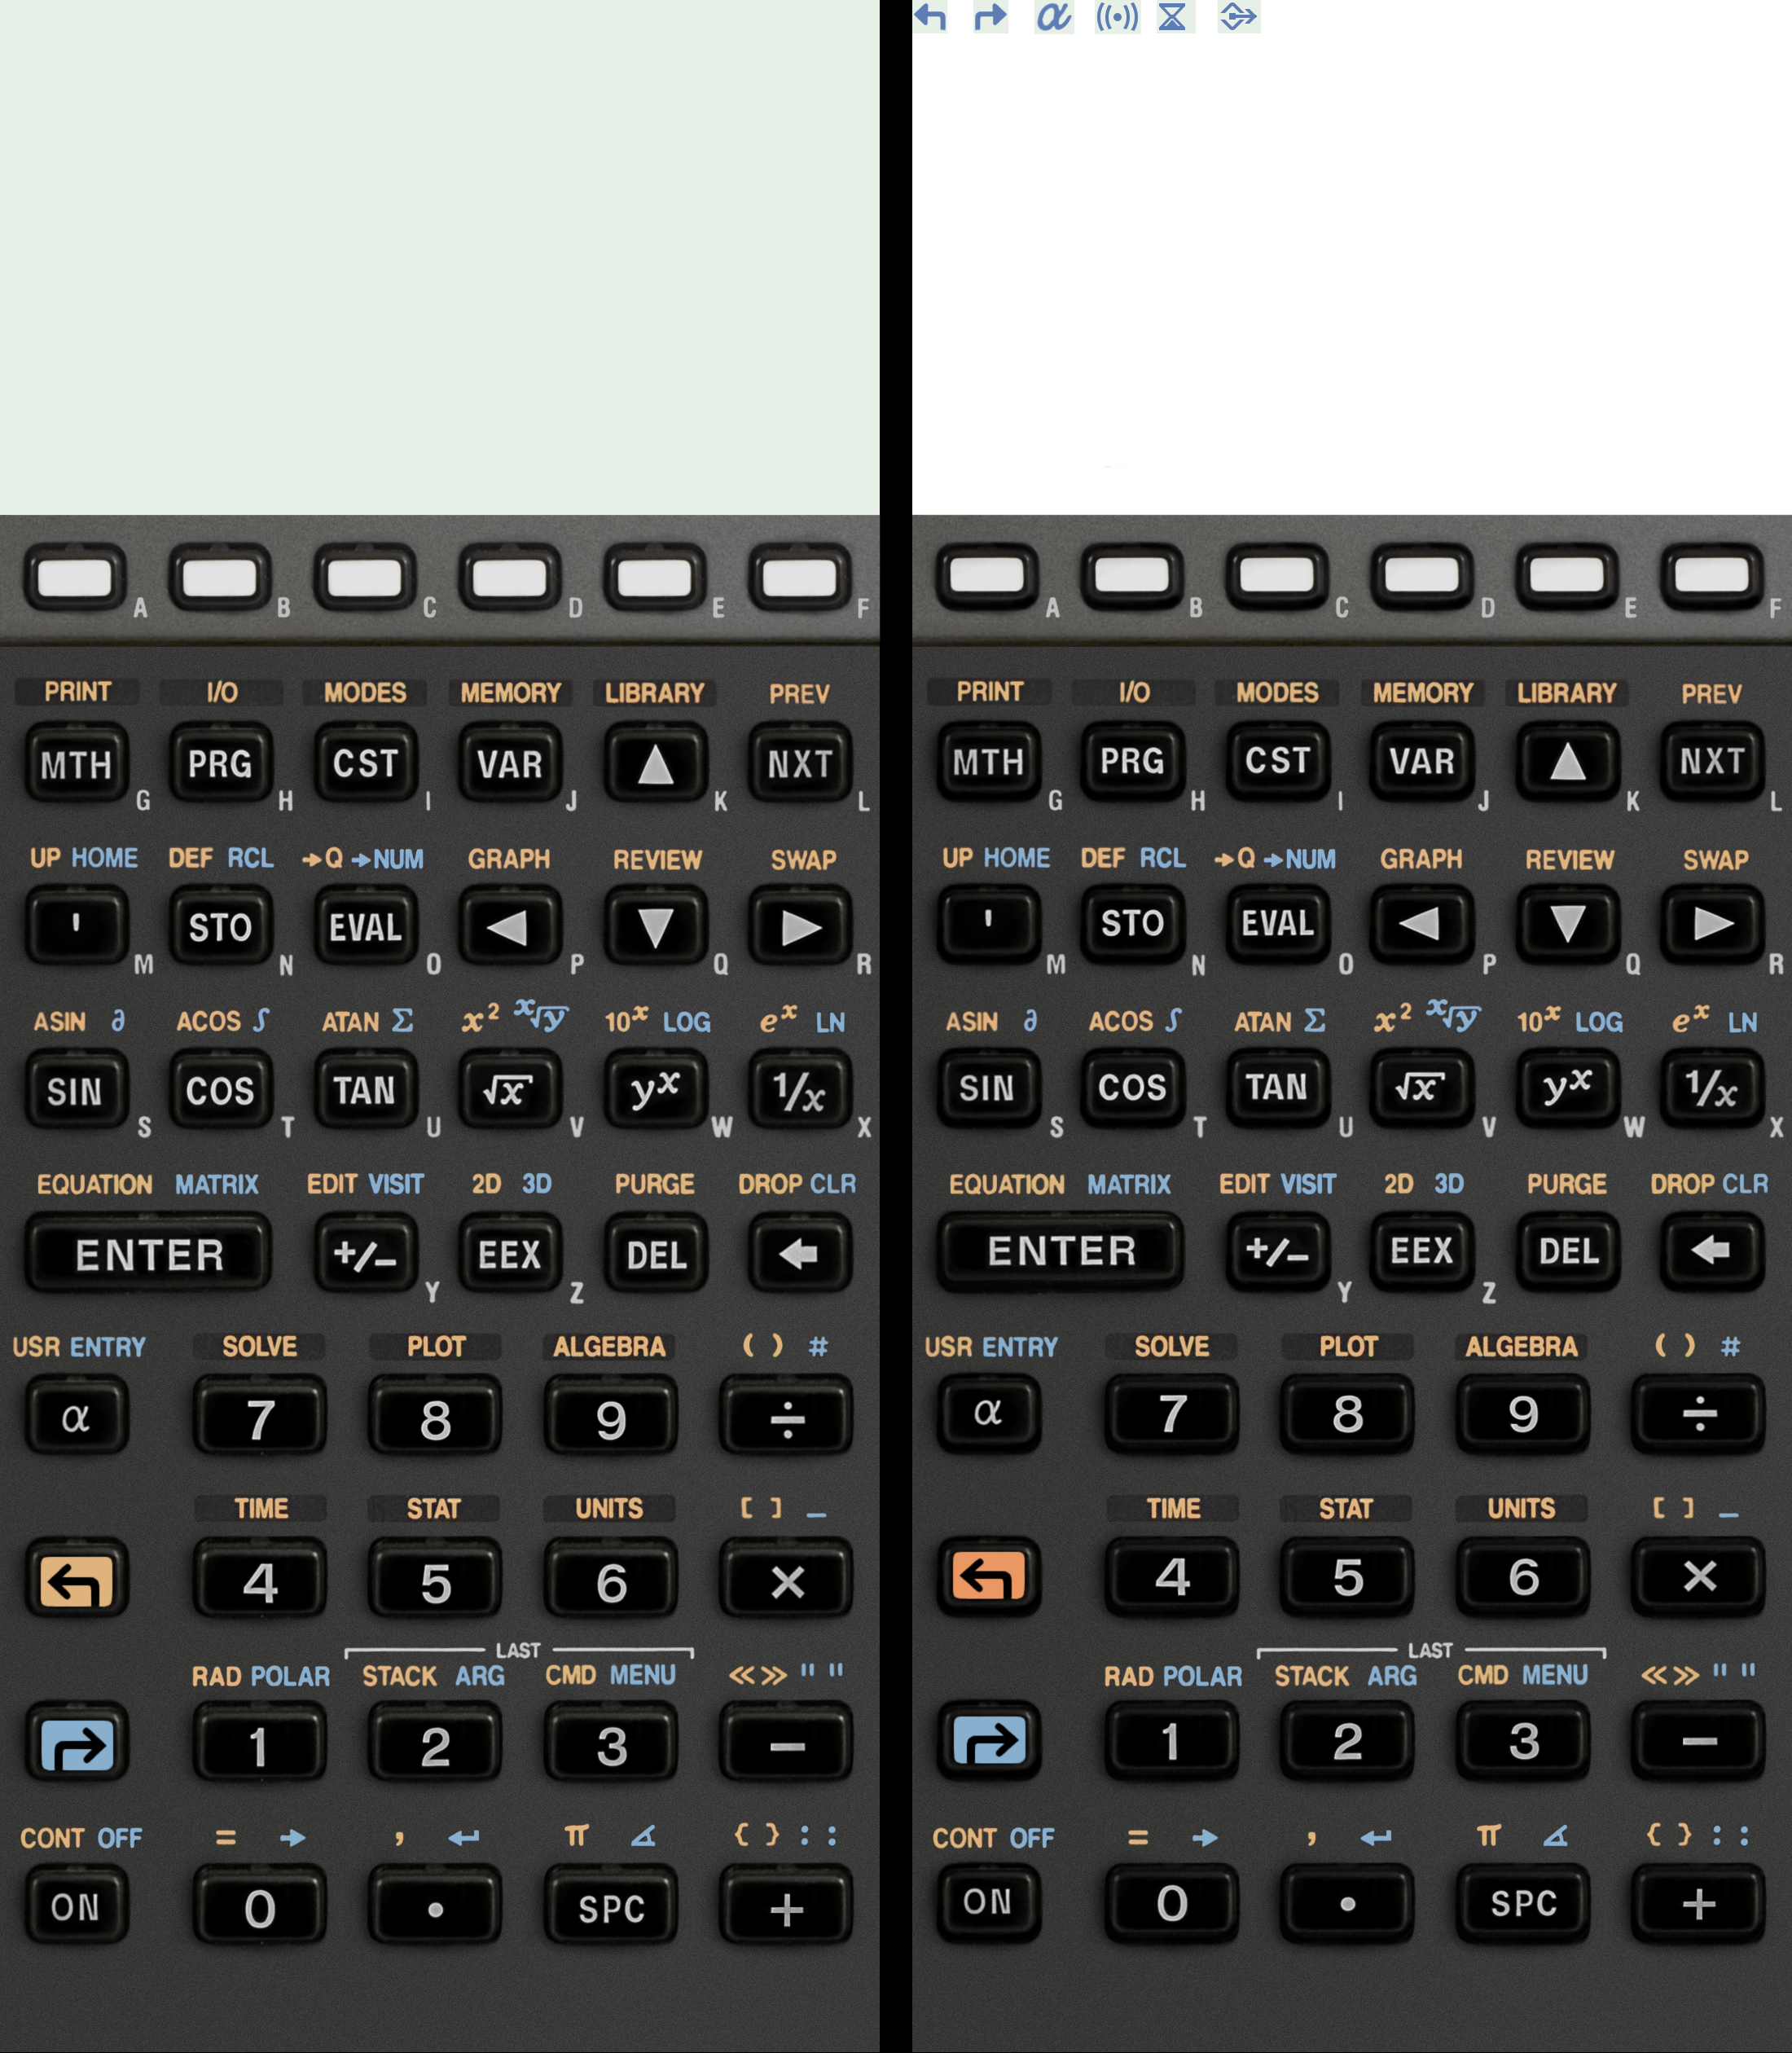 α
A B C D E F
PRINT I/O MODES MEMORY LIBRARY PREV
MTH PRG CST VAR ▲ NXT
G H I J K L
UP HOME DEF RCL →Q →NUM GRAPH REVIEW SWAP
' STO EVAL ◀ ▼ ▶
M N O P Q R
ASIN ∂ ACOS ∫ ATAN Σ x² ˣ√y 10ˣ LOG eˣ LN
SIN COS TAN √x yˣ 1/x
S T U V W X
EQUATION MATRIX EDIT VISIT 2D 3D PURGE DROP CLR
ENTER +/− EEX DEL ←
Y Z
USR ENTRY SOLVE PLOT ALGEBRA ( ) #
α 7 8 9 ÷
TIME STAT UNITS [ ] _
4 5 6 ×
LAST
RAD POLAR STACK ARG CMD MENU «» " "
1 2 3 −
CONT OFF = → , ↵ π ∡ { } : :
ON 0 . SPC +
A B C D E F
PRINT I/O MODES MEMORY LIBRARY PREV
MTH PRG CST VAR ▲ NXT
G H I J K L
UP HOME DEF RCL →Q →NUM GRAPH REVIEW SWAP
' STO EVAL ◀ ▼ ▶
M N O P Q R
ASIN ∂ ACOS ∫ ATAN Σ x² ˣ√y 10ˣ LOG eˣ LN
SIN COS TAN √x yˣ 1/x
S T U V W X
EQUATION MATRIX EDIT VISIT 2D 3D PURGE DROP CLR
ENTER +/− EEX DEL ←
Y Z
USR ENTRY SOLVE PLOT ALGEBRA ( ) #
α 7 8 9 ÷
TIME STAT UNITS [ ] _
4 5 6 ×
LAST
RAD POLAR STACK ARG CMD MENU «» " "
1 2 3 −
CONT OFF = → , ↵ π ∡ { } : :
ON 0 . SPC +